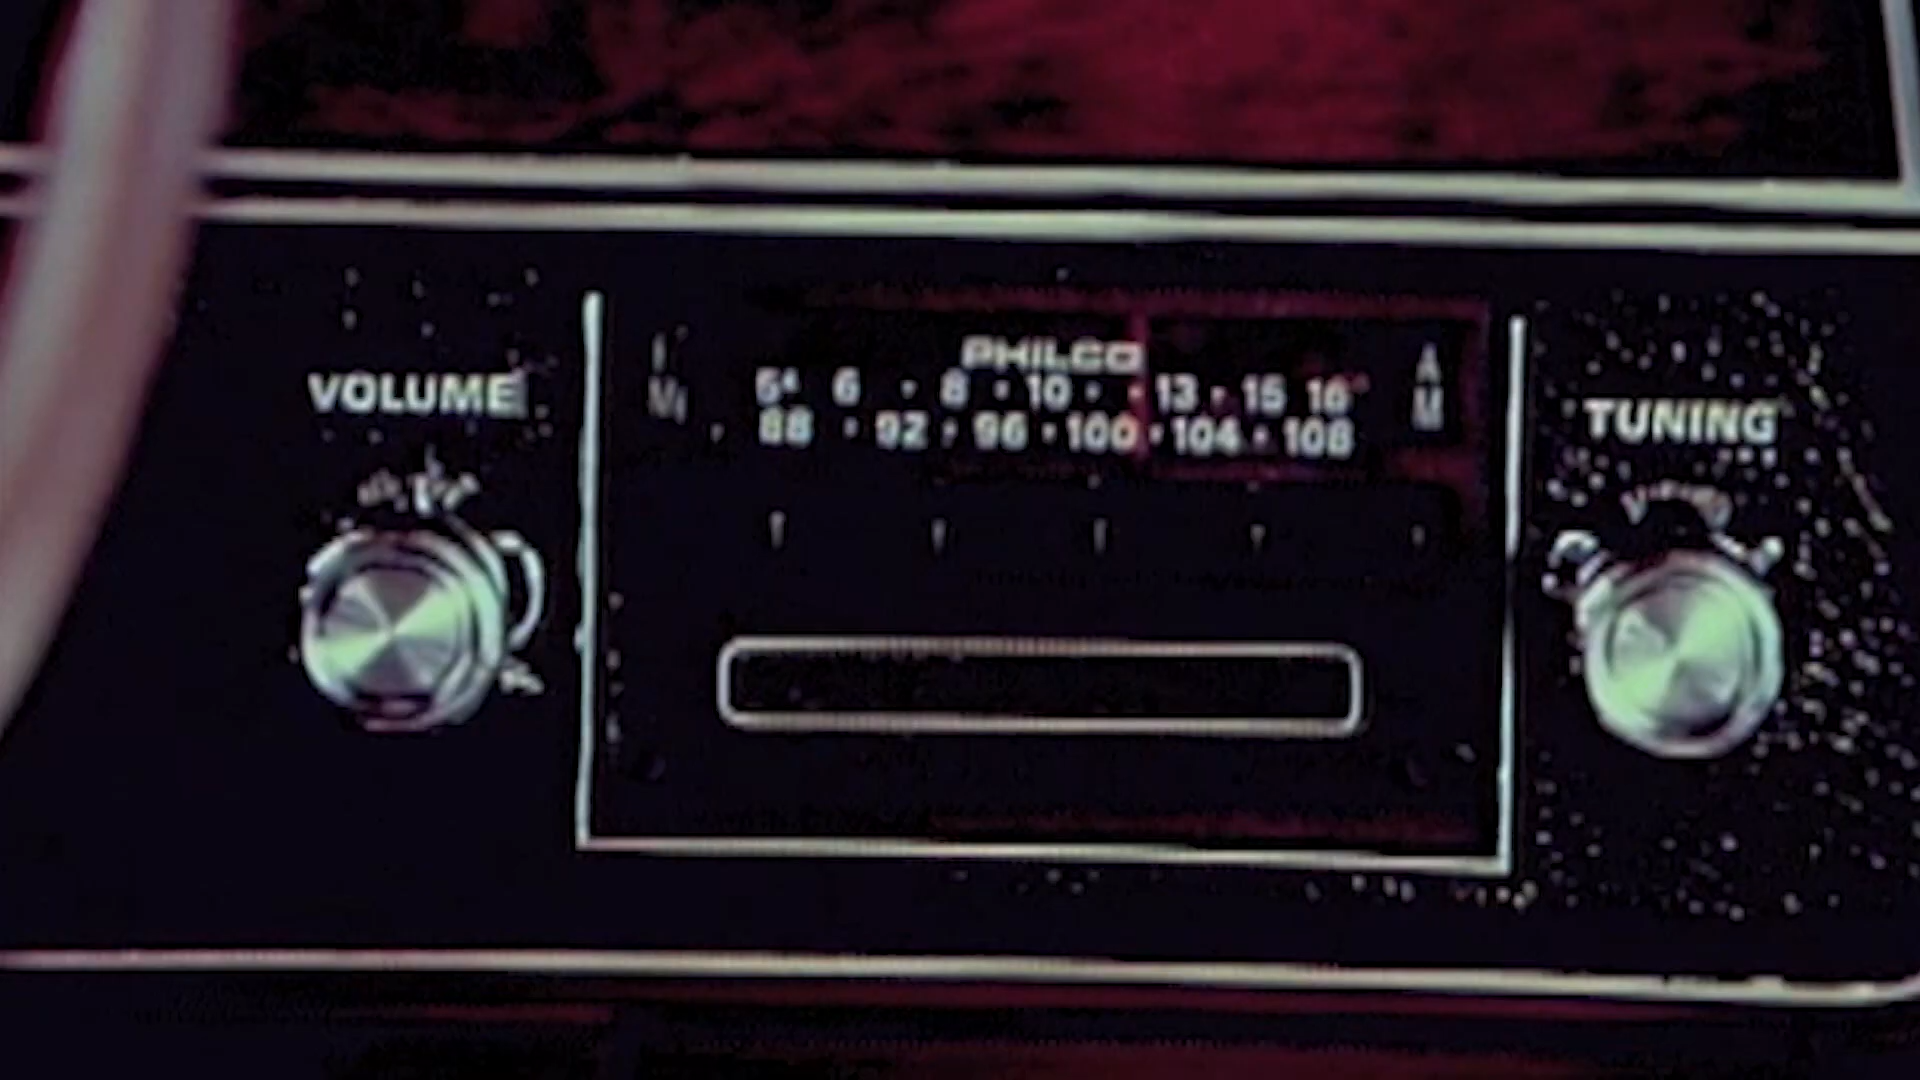 PHILCO
VOLUME
5⁴ 6 · 8 · 10 · · 13 · 15 16
A M
88 · 92 · 96 · 100 · 104 · 108
TUNING